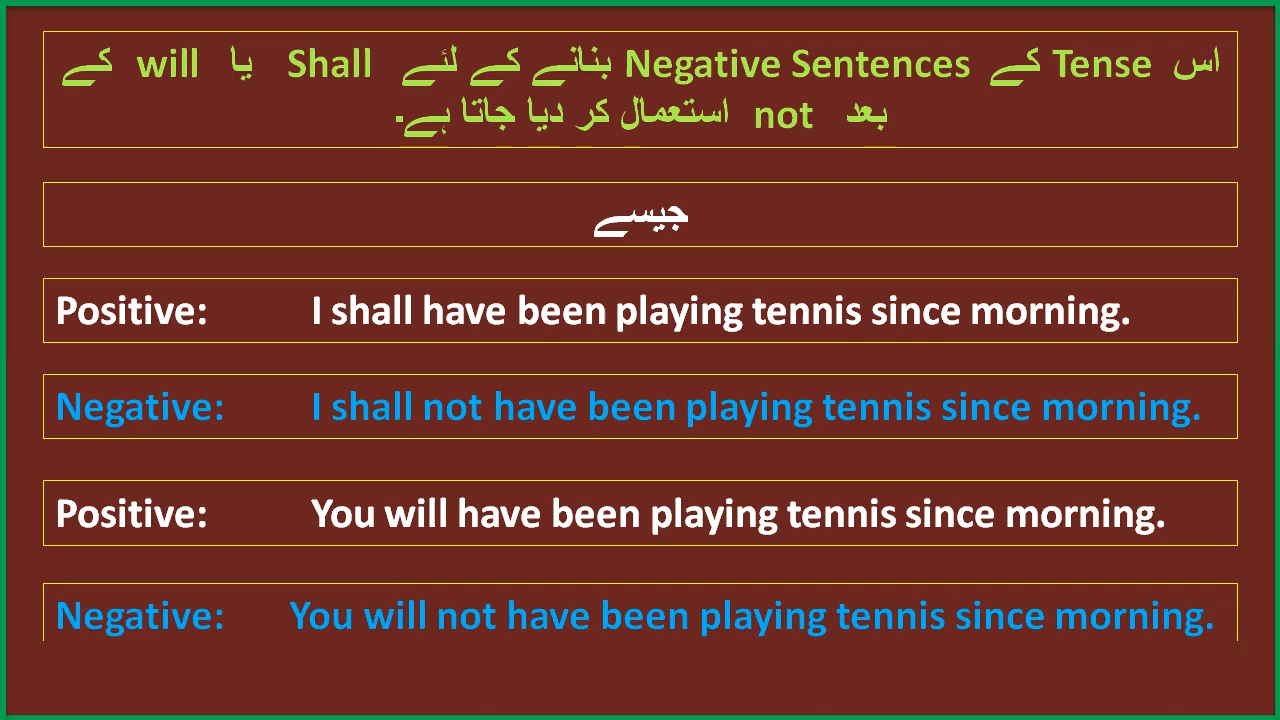 اس Tense کے Negative Sentences بنانے کے لئے Shall یا will کے
بعد not استعمال کر دیا جاتا ہے۔
جیسے
Positive: I shall have been playing tennis since morning.
Negative: I shall not have been playing tennis since morning.
Positive: You will have been playing tennis since morning.
Negative: You will not have been playing tennis since morning.